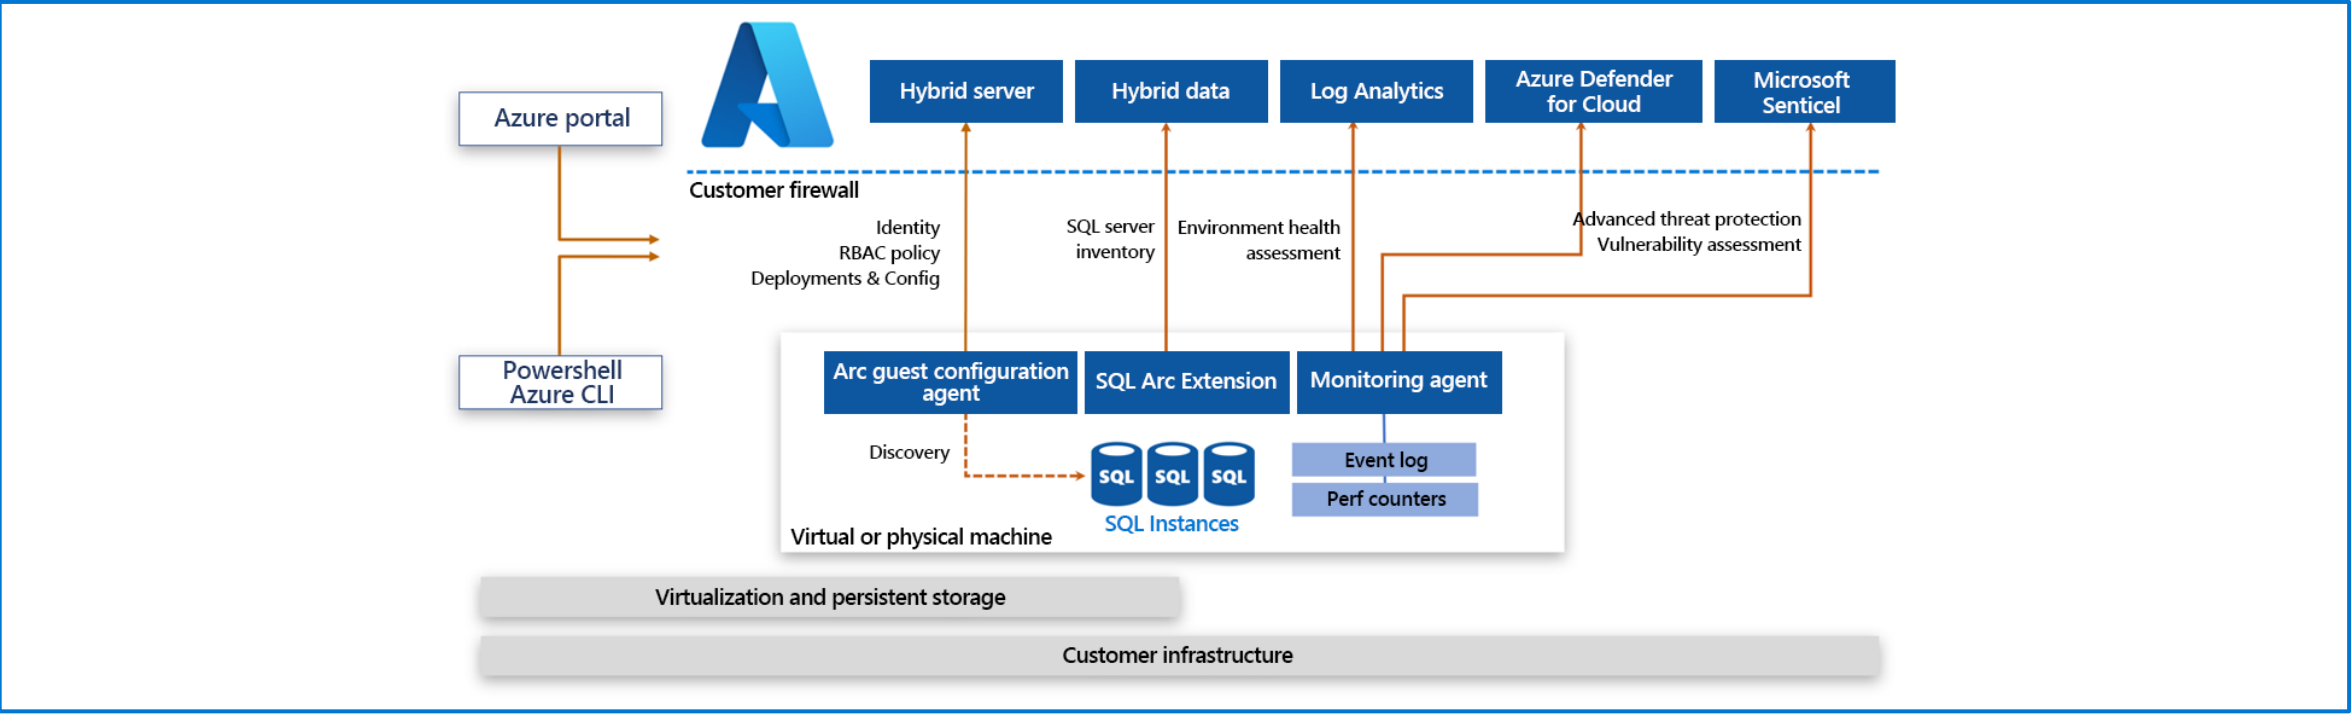 Azure portal
Hybrid server
Hybrid data
Log Analytics
Azure Defender
for Cloud
Microsoft
Senticel
Customer firewall
Identity
RBAC policy
Deployments & Config
SQL server
inventory
Environment health
assessment
Advanced threat protection
Vulnerability assessment
Powershell
Azure CLI
Arc guest configuration
agent
SQL Arc Extension
Monitoring agent
Discovery
SQL
SQL
SQL
SQL Instances
Event log
Perf counters
Virtual or physical machine
Virtualization and persistent storage
Customer infrastructure